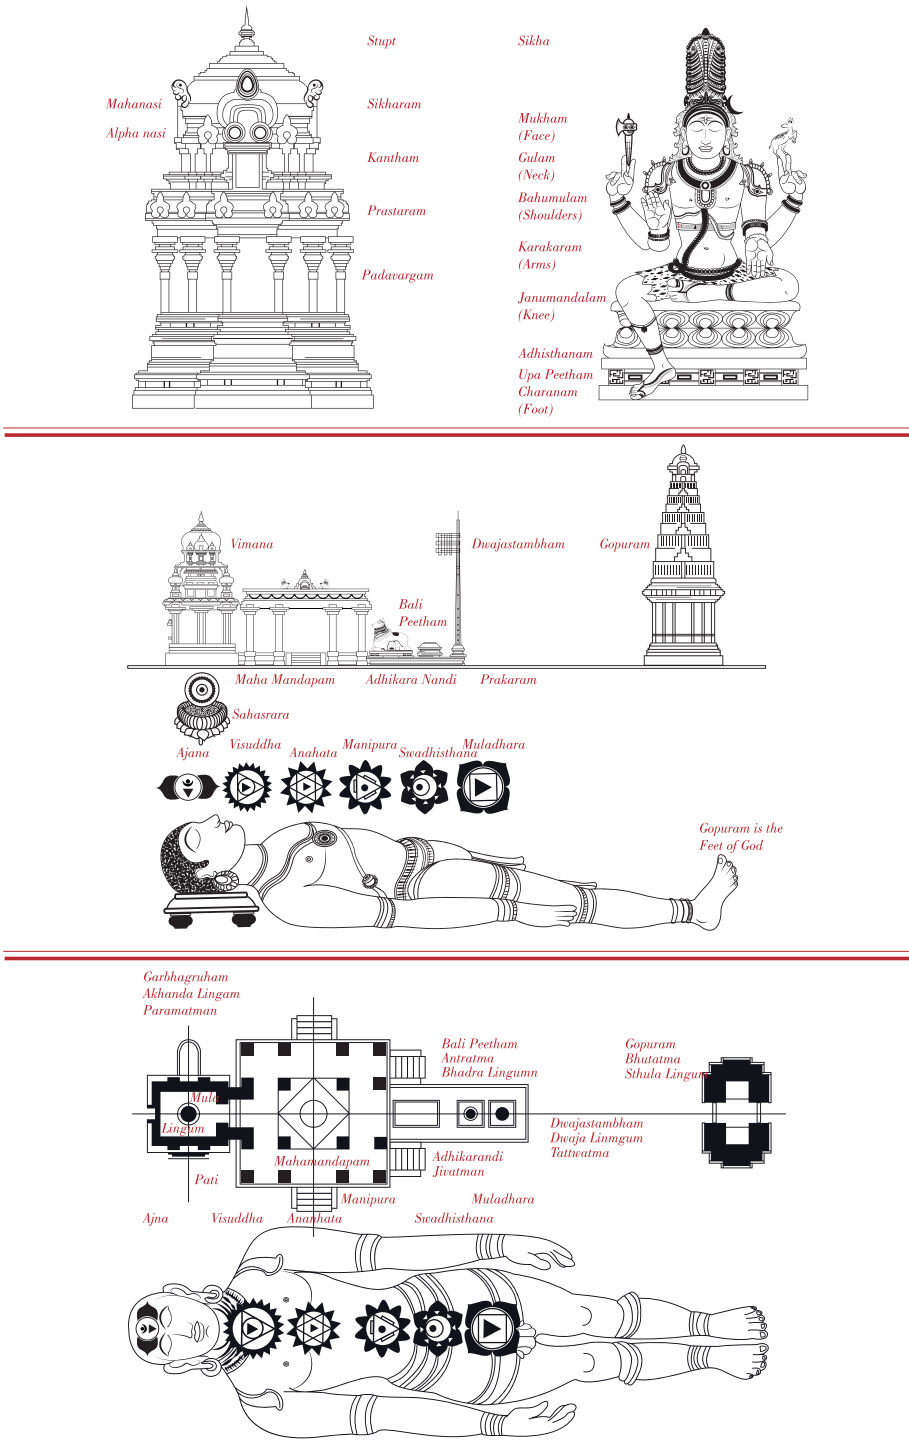 Stupt
Sikha
Mahanasi
Sikharam
Alpha nasi
Mukham
(Face)
Kantham
Gulam
(Neck)
Bahumulam
(Shoulders)
Prastaram
Karakaram
(Arms)
Padavargam
Janumandalam
(Knee)
Adhisthanam
Upa Peetham
Charanam
(Foot)
Vimana
Dwajastambham
Gopuram
Bali
Peetham
Maha Mandapam
Adhikara Nandi
Prakaram
Sahasrara
Ajana
Visuddha
Anahata
Manipura
Swadhisthana
Muladhara
Gopuram is the
Feet of God
Garbhagruham
Akhanda Lingam
Paramatman
Bali Peetham
Antratma
Bhadra Lingumn
Gopuram
Bhutatma
Sthula Lingum
Mula
Lingum
Dwajastambham
Dwaja Linmgum
Tattwatma
Mahamandapam
Adhikarandi
Jivatman
Pati
Manipura
Muladhara
Ajna
Visuddha
Ananhata
Swadhisthana